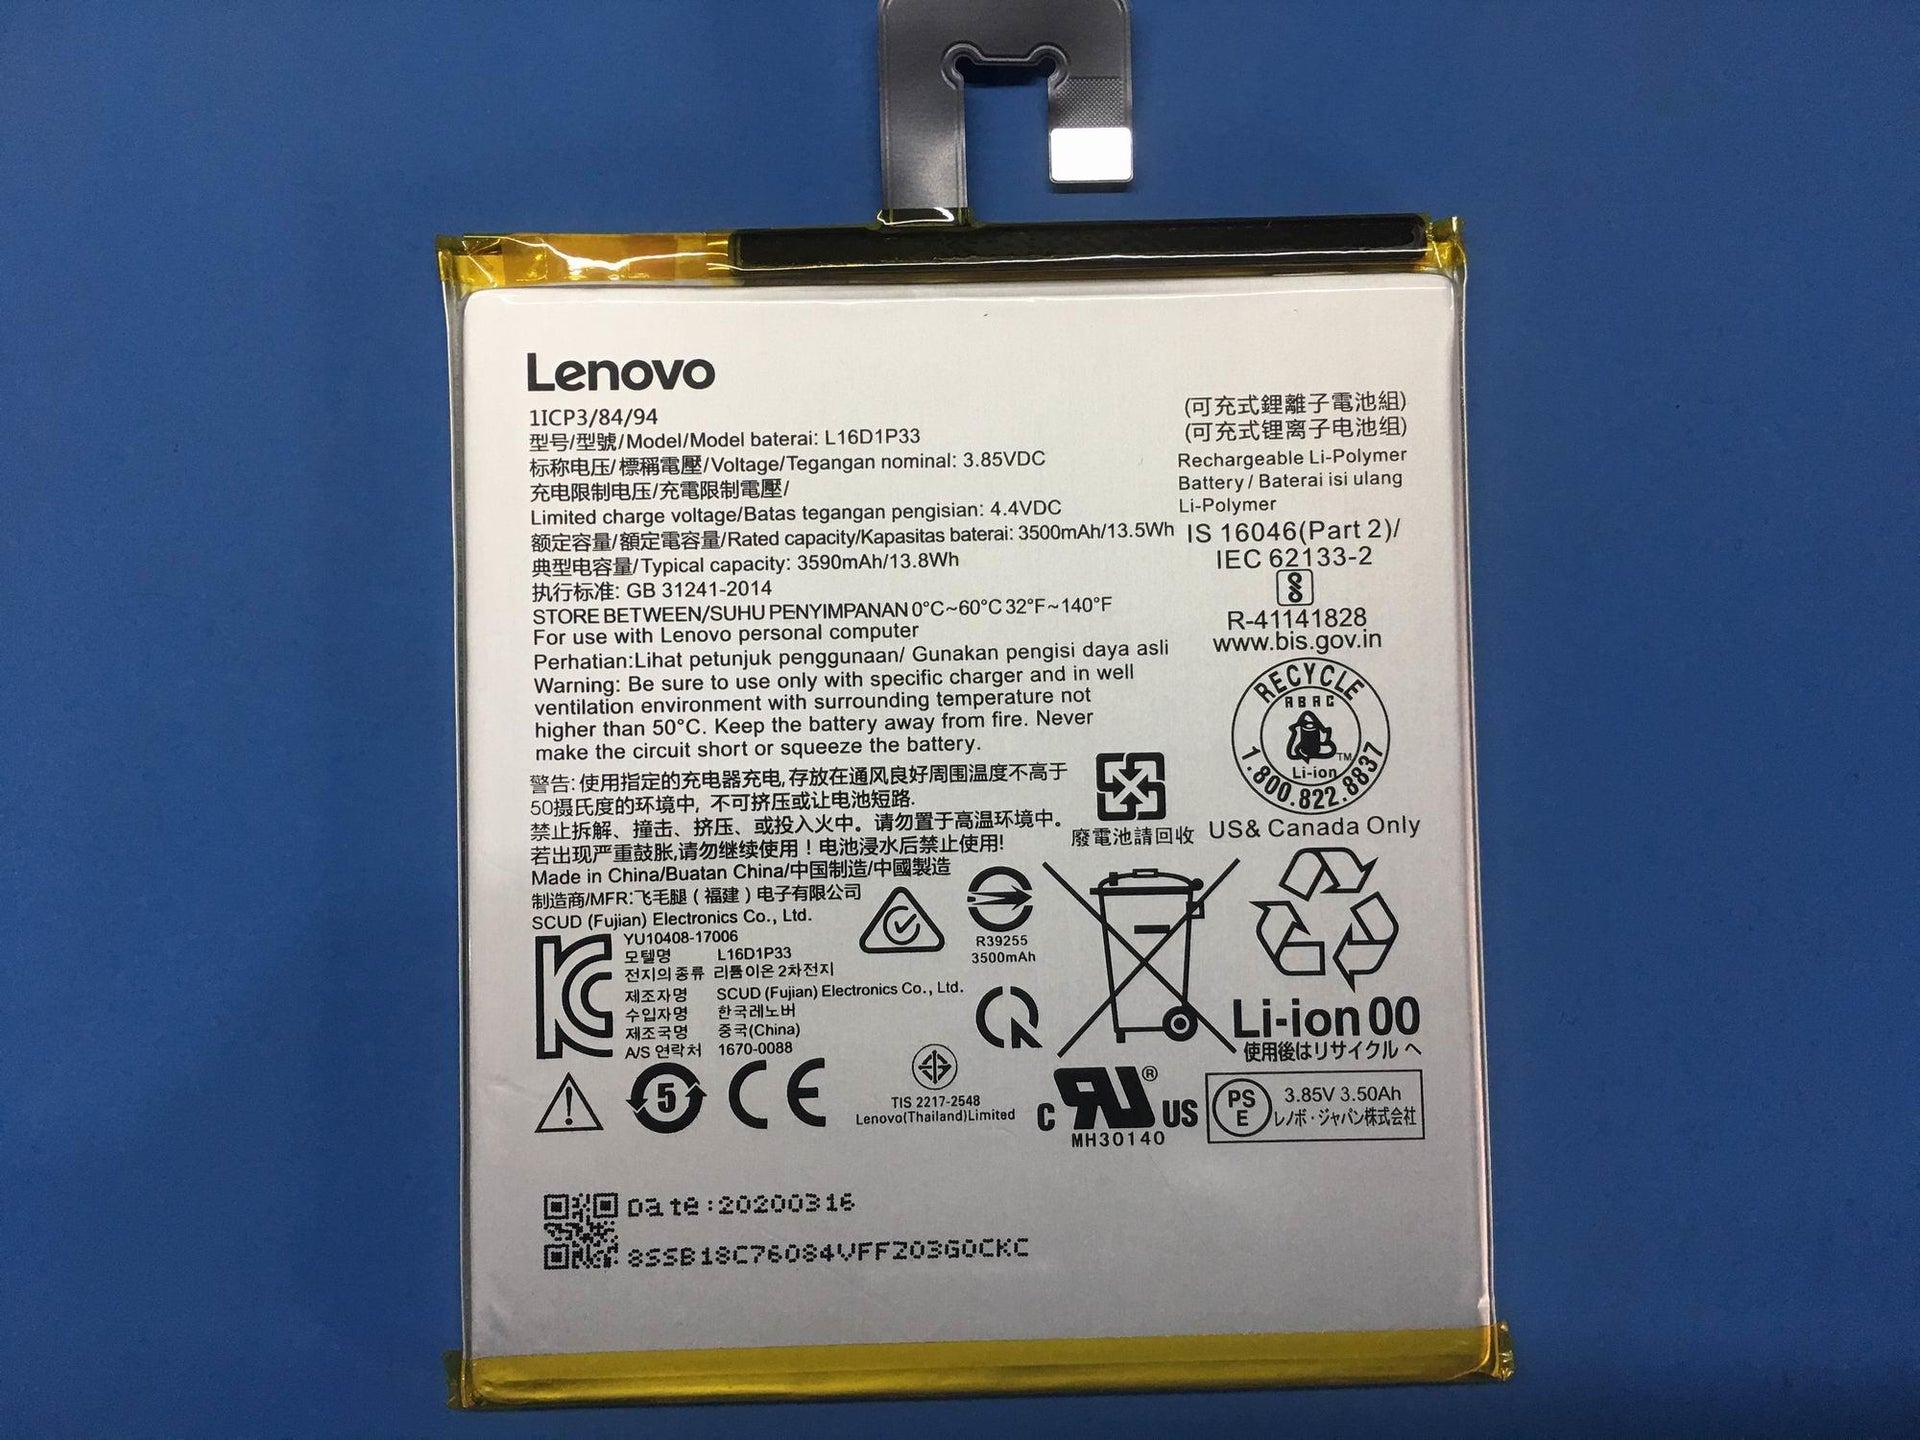 Lenovo
1ICP3/84/94
型号/型號/Model/Model baterai: L16D1P33
标称电压/標稱電壓/Voltage/Tegangan nominal: 3.85VDC
充电限制电压/充電限制電壓/
Limited charge voltage/Batas tegangan pengisian: 4.4VDC
额定容量/額定電容量/Rated capacity/Kapasitas baterai: 3500mAh/13.5Wh
典型电容量/Typical capacity: 3590mAh/13.8Wh
执行标准: GB 31241-2014
STORE BETWEEN/SUHU PENYIMPANAN 0°C~60°C 32°F~140°F
For use with Lenovo personal computer
Perhatian:Lihat petunjuk penggunaan/ Gunakan pengisi daya asli
Warning: Be sure to use only with specific charger and in well
ventilation environment with surrounding temperature not
higher than 50°C. Keep the battery away from fire. Never
make the circuit short or squeeze the battery.
警告: 使用指定的充电器充电, 存放在通风良好周围温度不高于
50摄氏度的环境中, 不可挤压或让电池短路.
禁止拆解、撞击、挤压、或投入火中。请勿置于高温环境中。
若出现严重鼓胀,请勿继续使用！电池浸水后禁止使用!
Made in China/Buatan China/中国制造/中國製造
制造商/MFR: 飞毛腿（福建）电子有限公司
SCUD (Fujian) Electronics Co., Ltd.
(可充式鋰離子電池組)
(可充式锂离子电池组)
Rechargeable Li-Polymer
Battery / Baterai isi ulang
Li-Polymer
IS 16046(Part 2)/
IEC 62133-2
R-41141828
www.bis.gov.in
RECYCLE
RBRC
Li-ion
TM
1.800.822.8837
US& Canada Only
廢電池請回收
YU10408-17006
모텔명 L16D1P33
전지의 종류 리튬이온 2차전지
제조자명 SCUD (Fujian) Electronics Co., Ltd.
수입자명 한국레노버
제조국명 중국(China)
A/S 연락처 1670-0088
R39255
3500mAh
Li-ion 00
使用後はリサイクルへ
5
CE
TIS 2217-2548
Lenovo(Thailand)Limited
C RU ® US
MH30140
PS
E
3.85V 3.50Ah
レノボ・ジャパン株式会社
Date:20200316
8SSB18C76084VFFZ03G0CKC